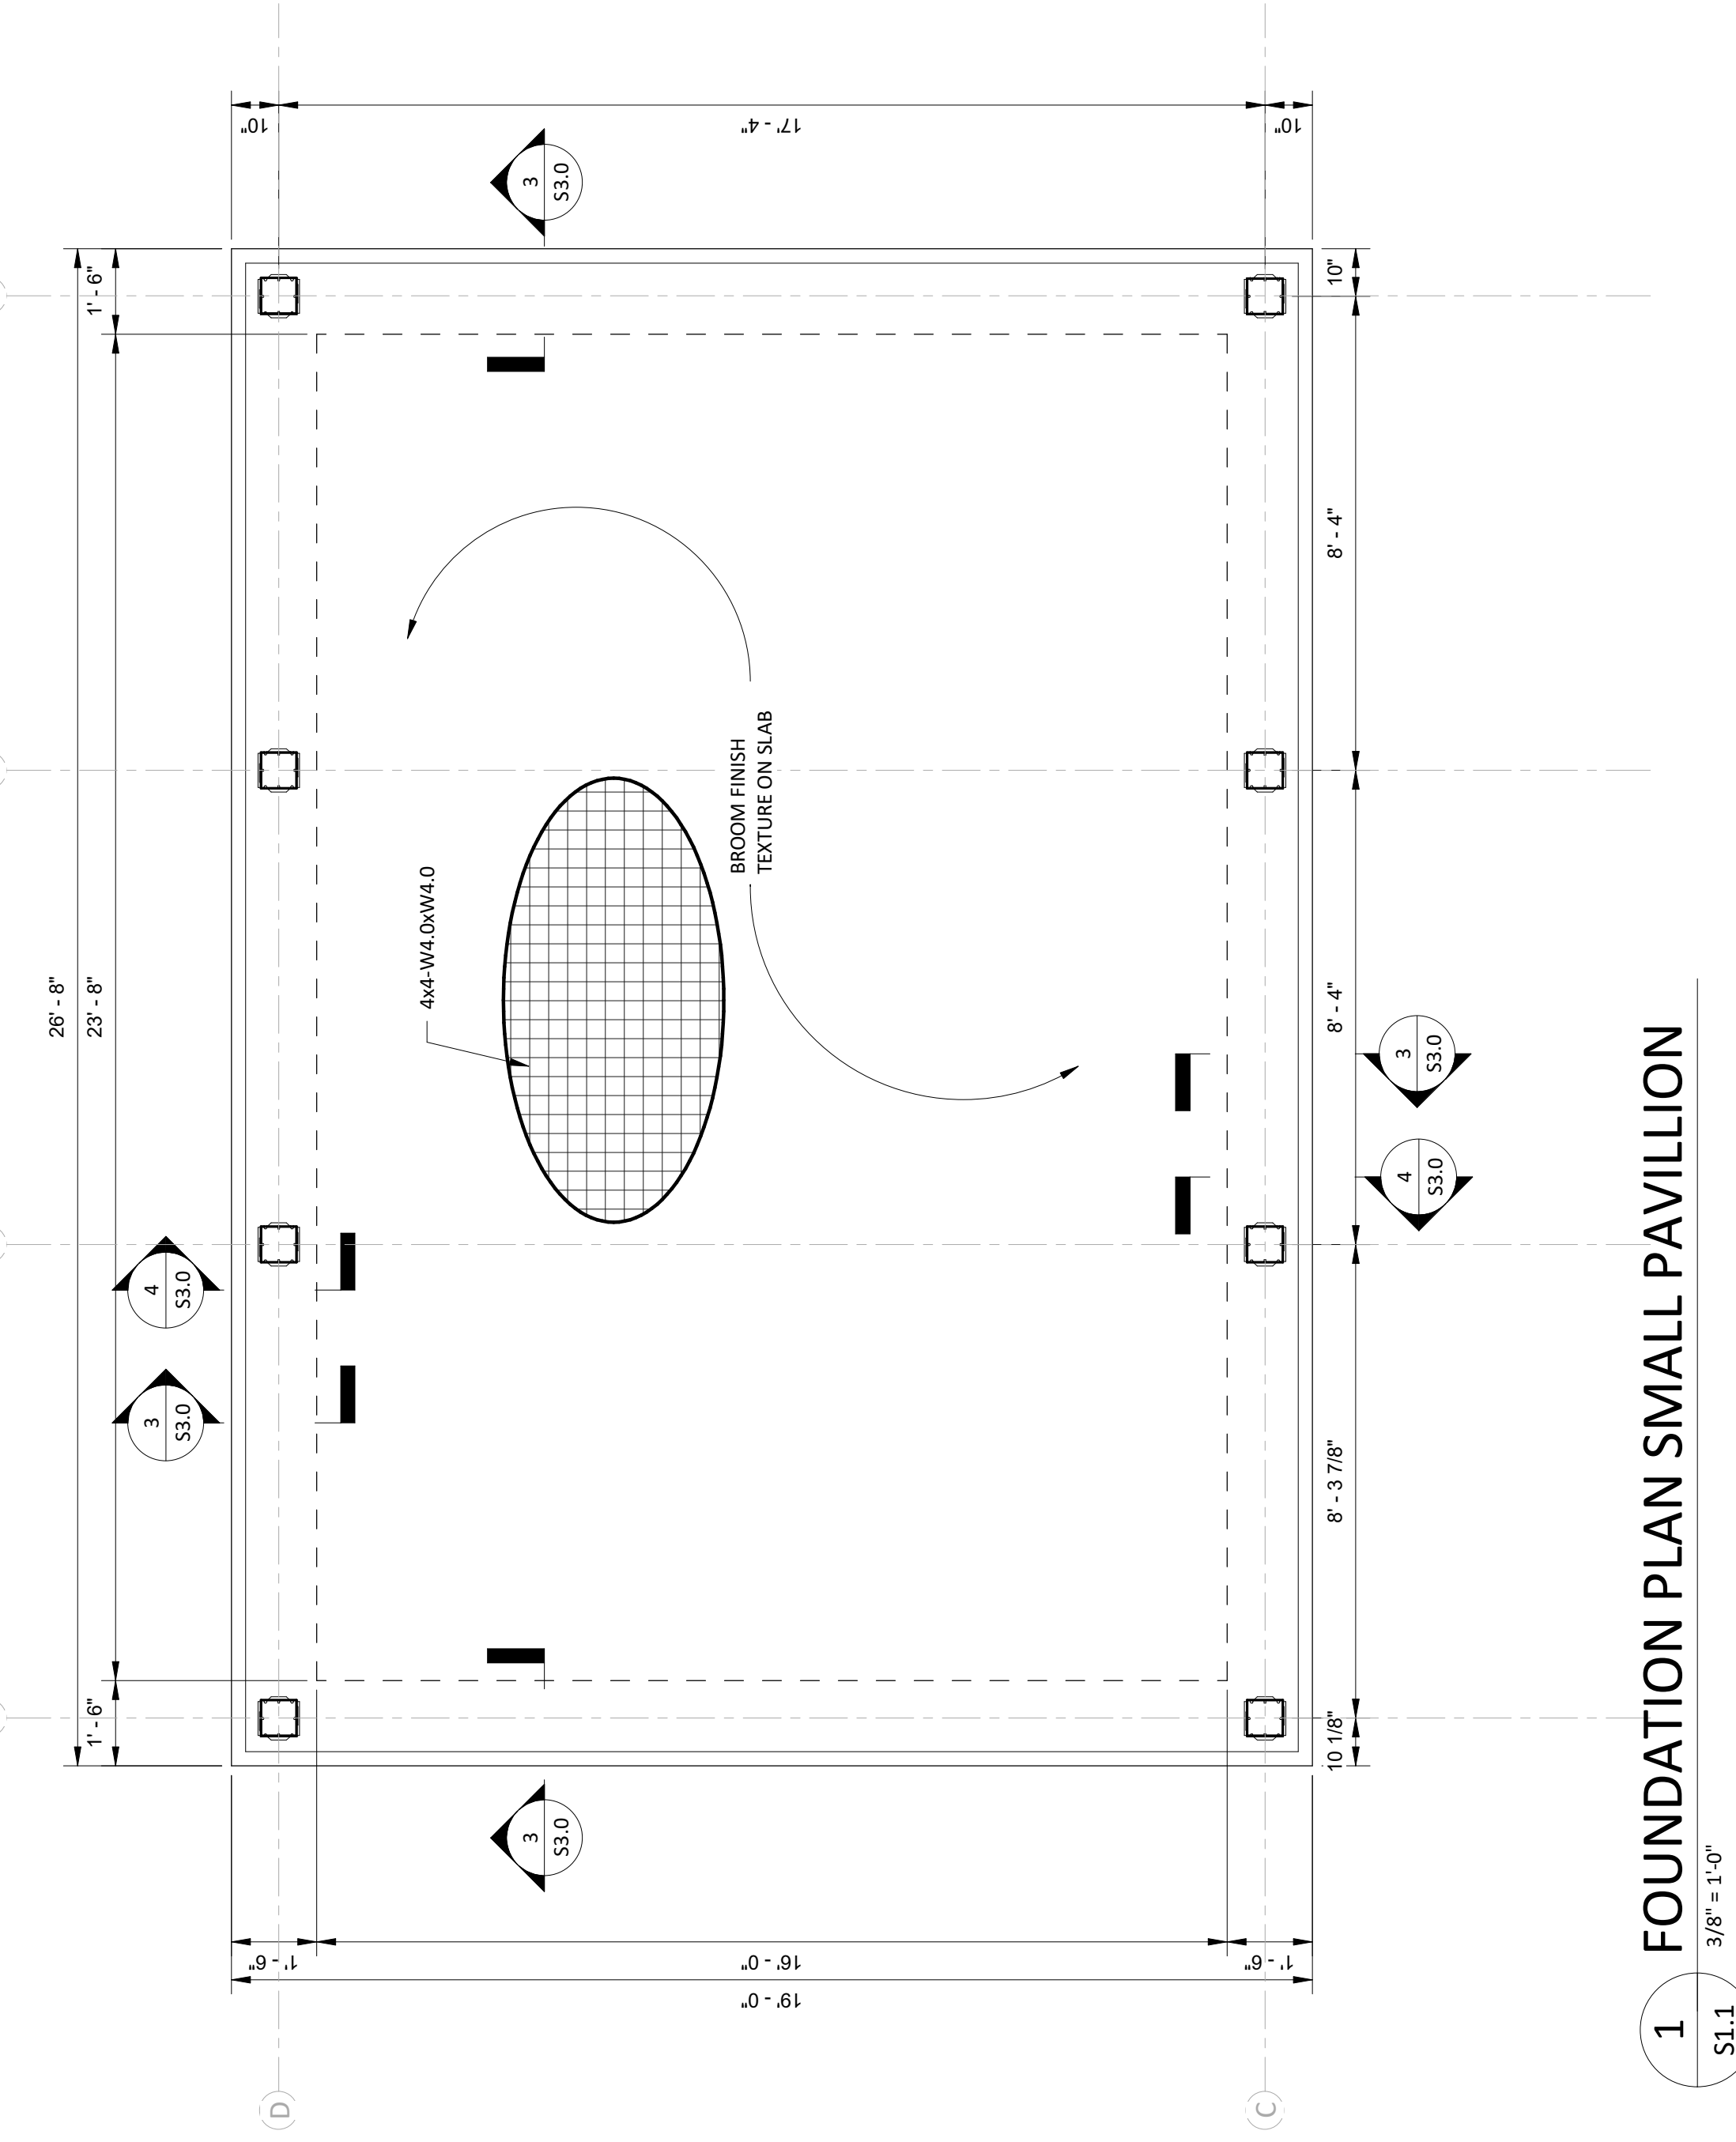 26' - 8"
1' - 6"
23' - 8"
1' - 6"
3
S3.0
4
S3.0
D
10"
1' - 6"
3
S3.0
3
S3.0
4x4-W4.0xW4.0
19' - 0"
16' - 0"
17' - 4"
BROOM FINISH
TEXTURE ON SLAB
1' - 6"
C
10"
10 1/8"
8' - 3 7/8"
8' - 4"
8' - 4"
10"
4
S3.0
3
S3.0
1
S1.1
FOUNDATION PLAN SMALL PAVILLION
3/8" = 1'-0"